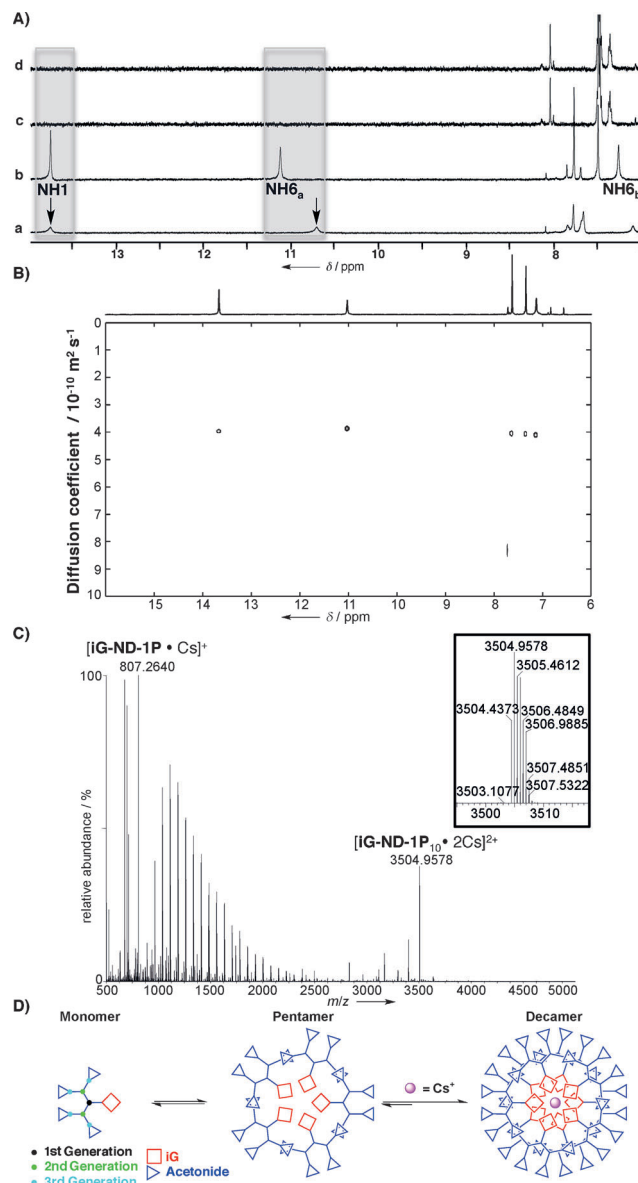 A)
d
c
b
NH1
NH6a
NH6b
a
13 12 11 10 9 8 7
δ / ppm
B)
0
1
2
3
4
5
6
7
8
9
10
Diffusion coefficient / 10⁻¹⁰ m² s⁻¹
15 14 13 12 11 10 9 8 7 6
δ / ppm
C)
[iG-ND-1P • Cs]⁺
807.2640
100
3504.9578
3505.4612
3504.4373
3506.4849
3506.9885
3507.4851
3503.1077
3507.5322
3500 3510
relative abundance / %
[iG-ND-1P₁₀ • 2Cs]²⁺
3504.9578
500 1000 1500 2000 2500 3000 3500 4000 4500 5000
m/z
D)
Monomer Pentamer Decamer
= Cs⁺
1st Generation iG
2nd Generation Acetonide
3rd Generation